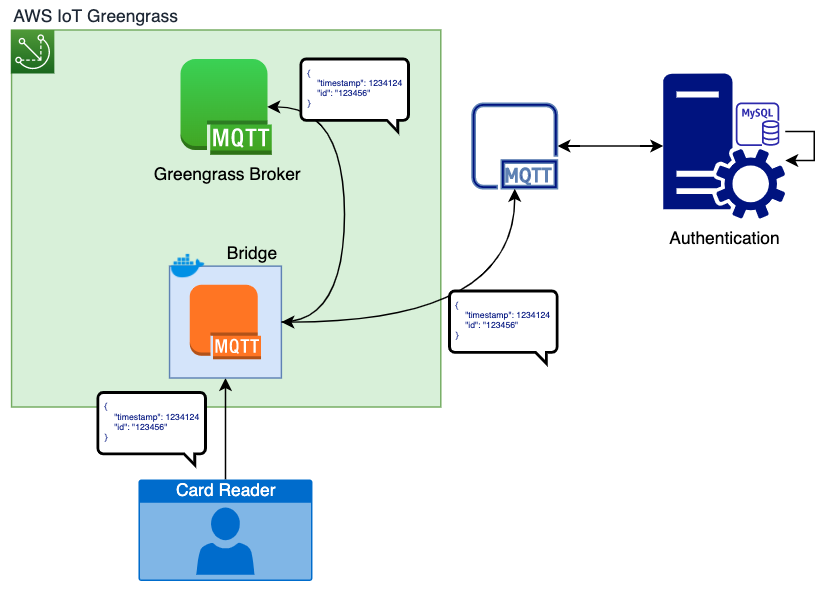 AWS IoT Greengrass
{
"timestamp": 1234124
"id": "123456"
}
MQTT
Greengrass Broker
MQTT
MySQL
Authentication
Bridge
MQTT
{
"timestamp": 1234124
"id": "123456"
}
{
"timestamp": 1234124
"id": "123456"
}
Card Reader